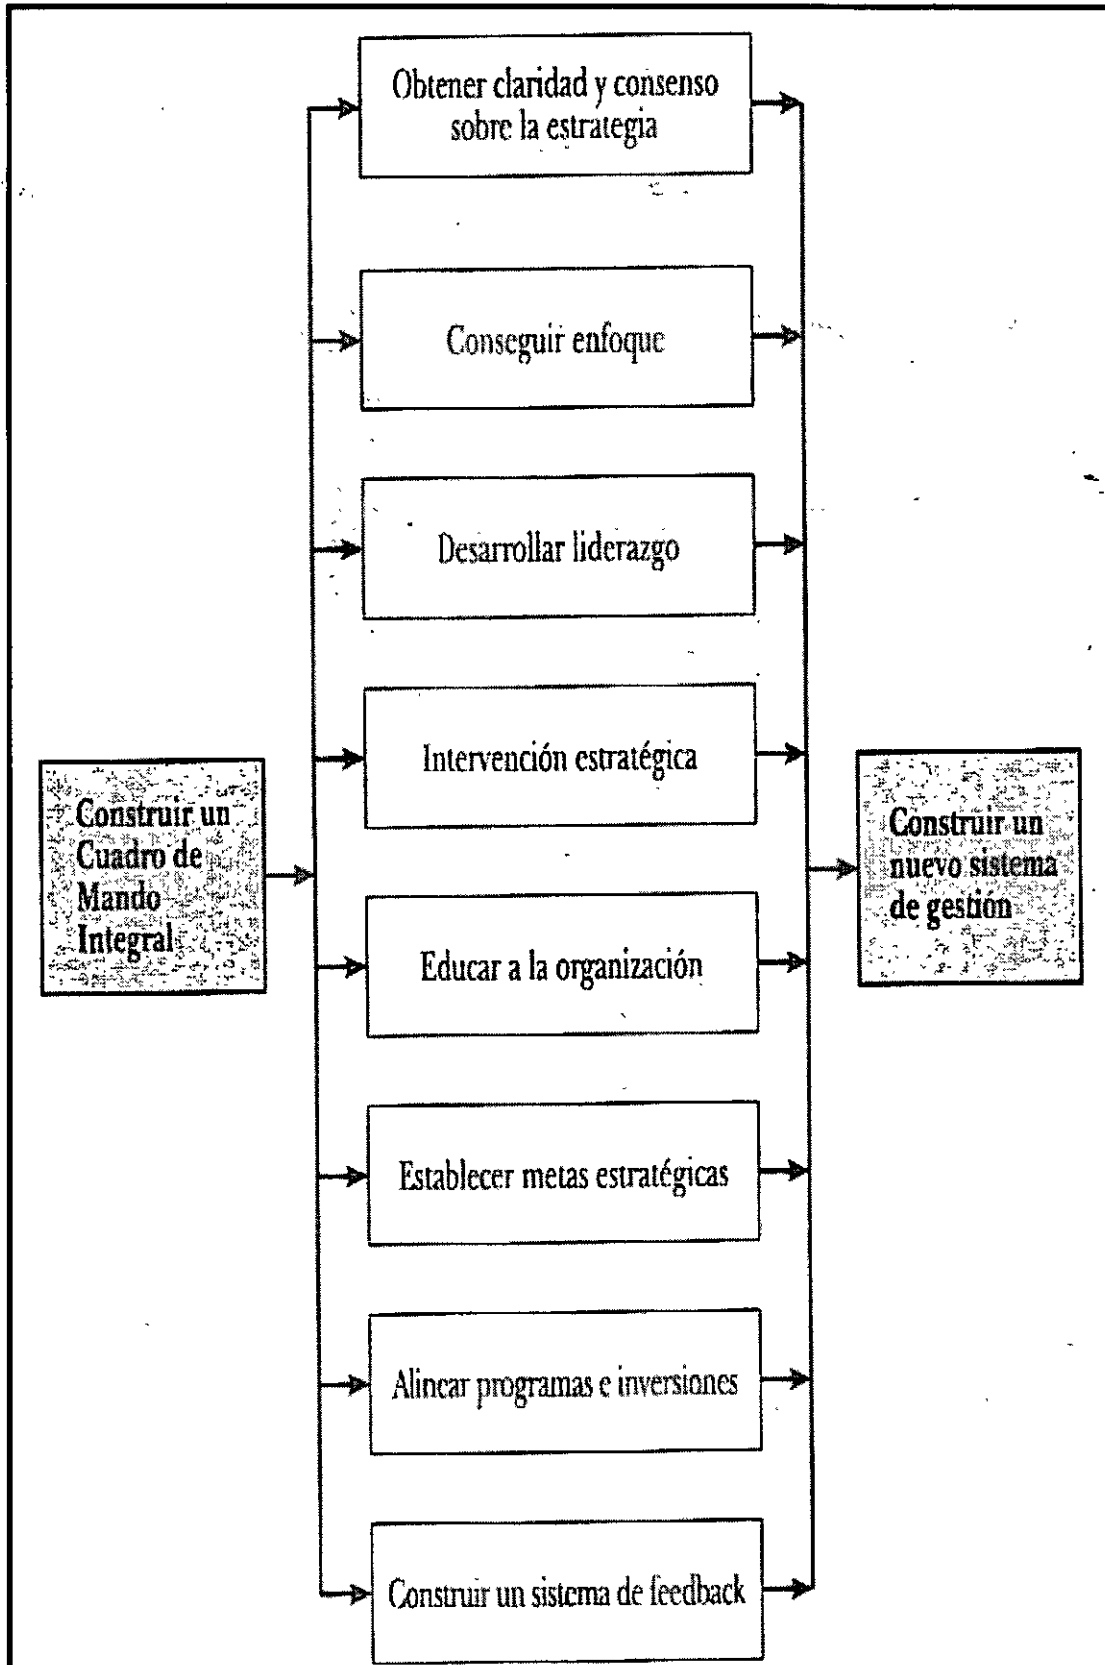 Obtener claridad y consenso
sobre la estrategia
Conseguir enfoque
Desarrollar liderazgo
Intervención estratégica
Construir un
Cuadro de
Mando
Integral
Construir un
nuevo sistema
de gestión
Educar a la organización
Establecer metas estratégicas
Alinear programas e inversiones
Construir un sistema de feedback